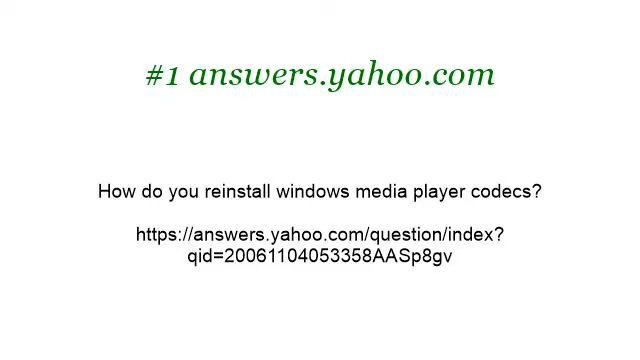 #1 answers.yahoo.com
How do you reinstall windows media player codecs?
https://answers.yahoo.com/question/index?
qid=20061104053358AASp8gv